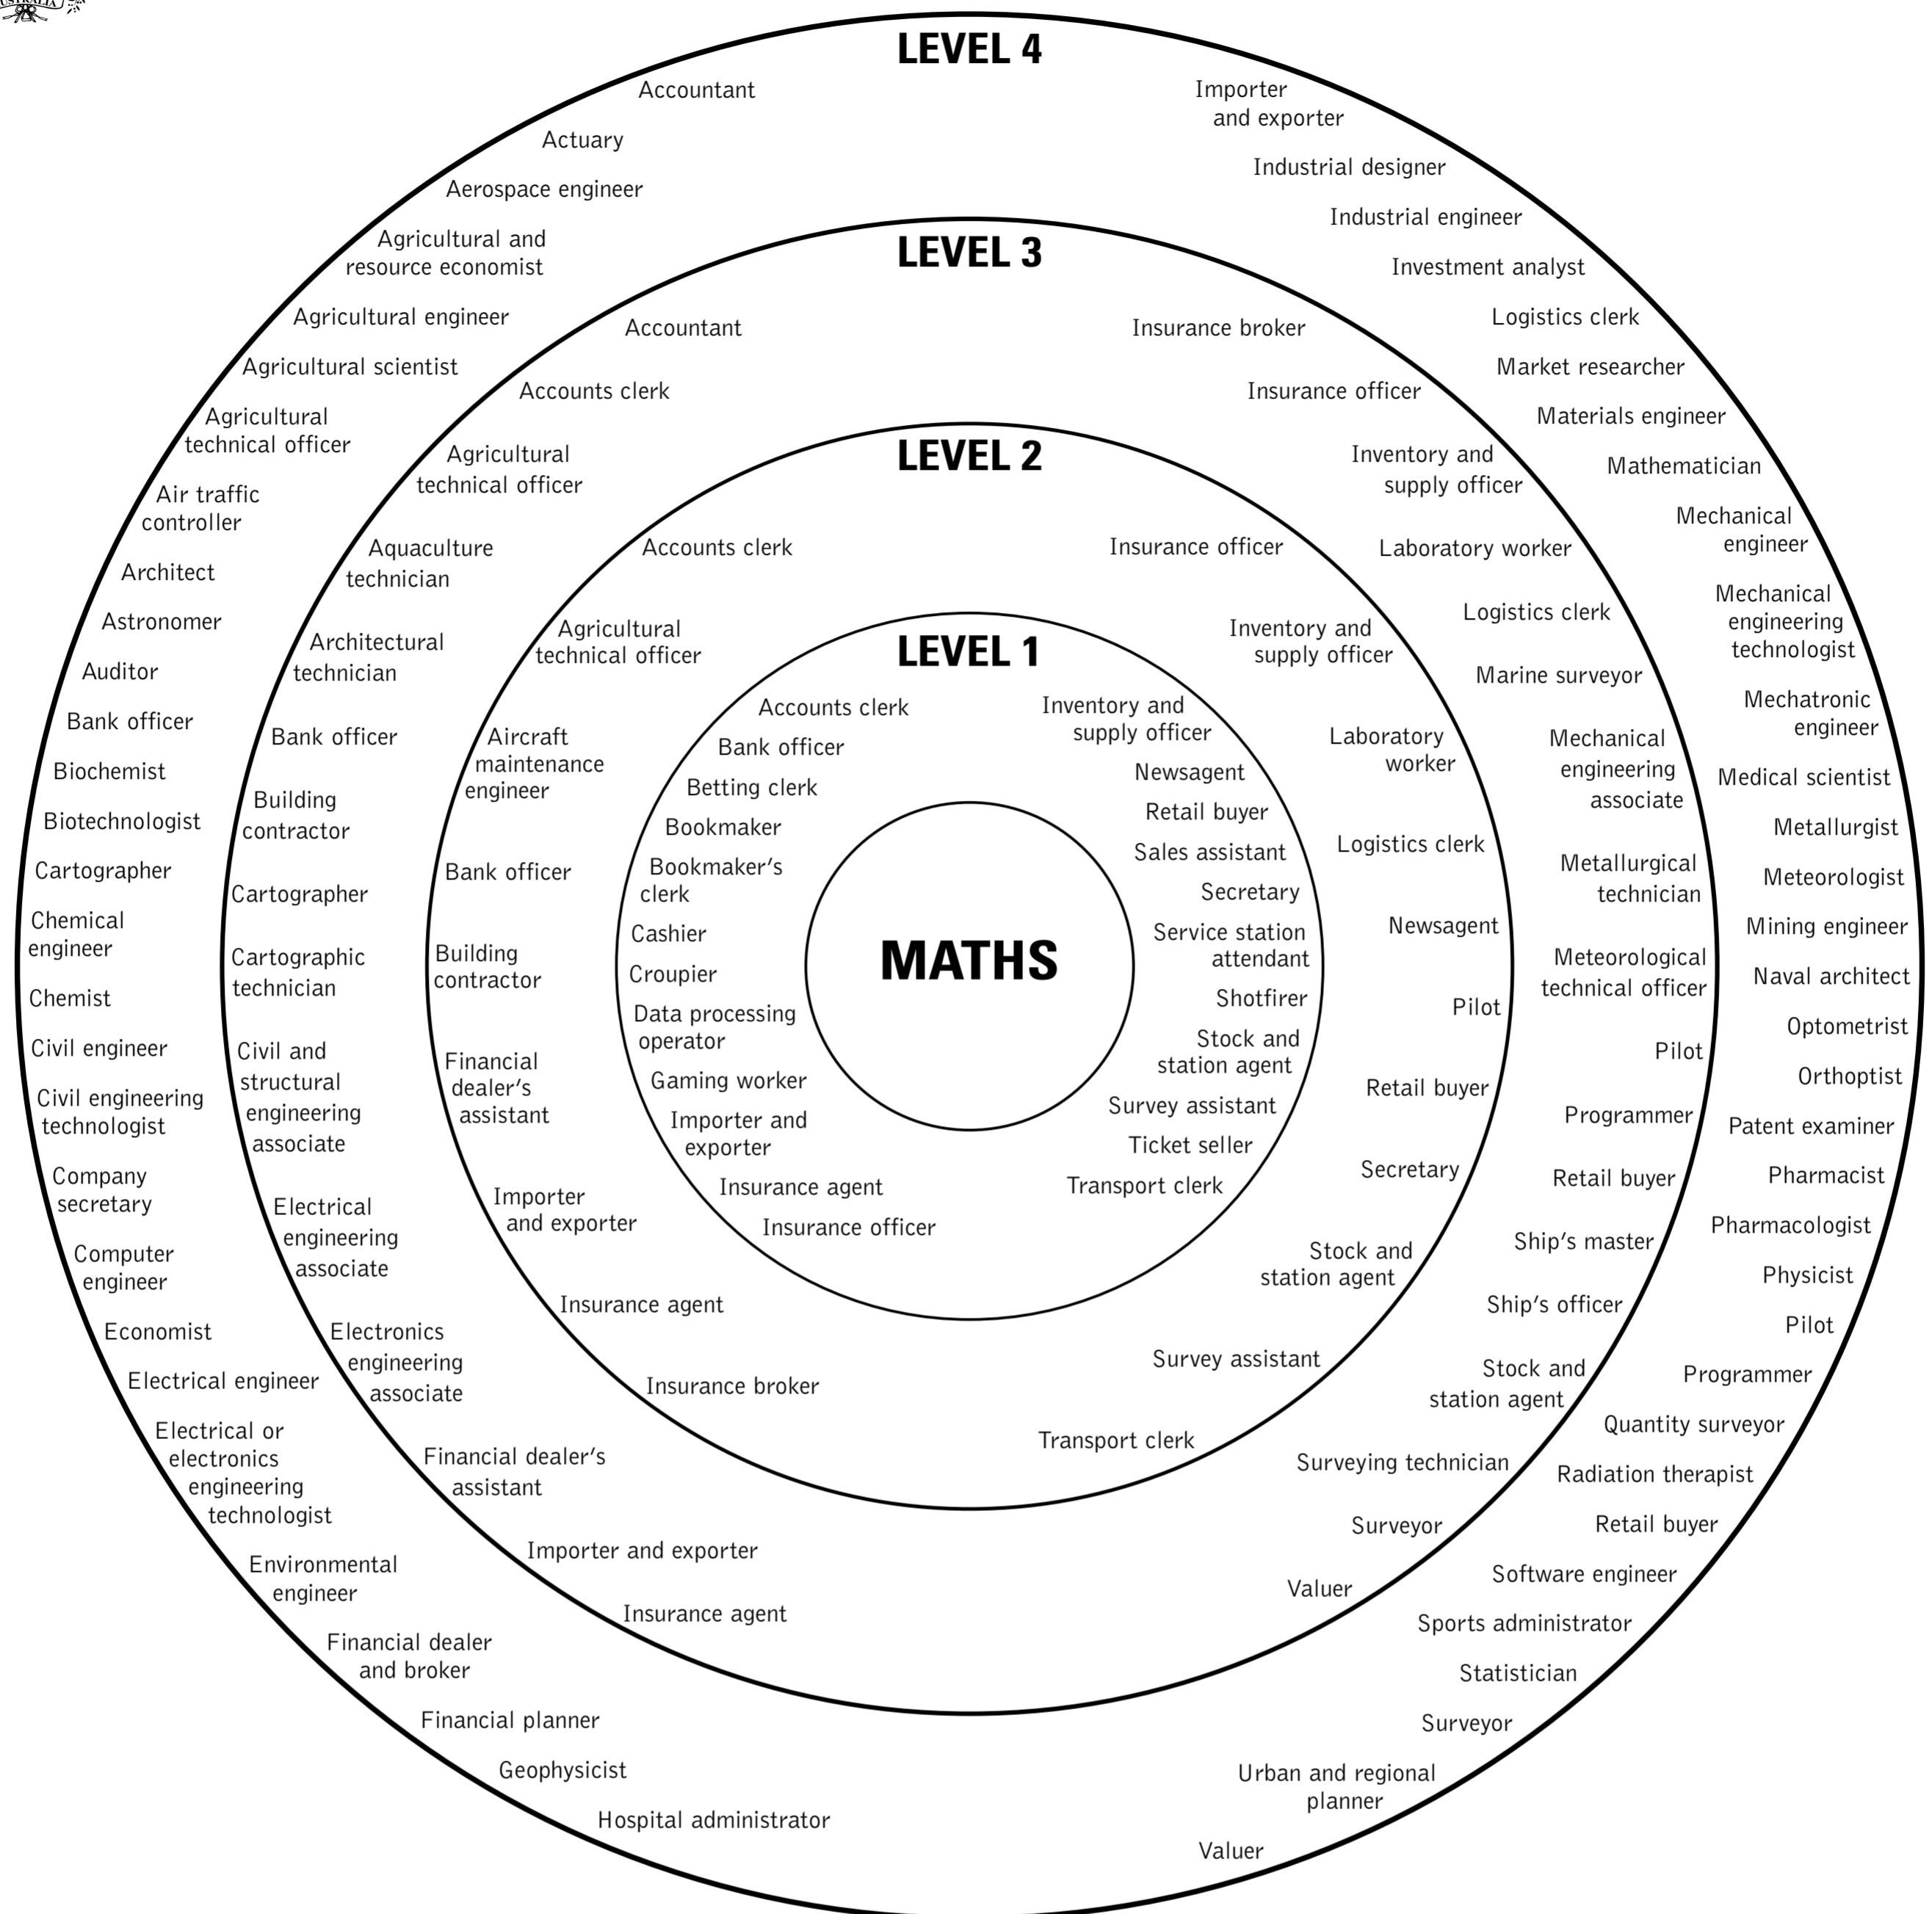 USTRALIA
LEVEL 4
Accountant
Actuary
Aerospace engineer
Agricultural and
resource economist
Agricultural engineer
Agricultural scientist
Agricultural
technical officer
Air traffic
controller
Architect
Astronomer
Auditor
Bank officer
Biochemist
Biotechnologist
Cartographer
Chemical
engineer
Chemist
Civil engineer
Civil engineering
technologist
Company
secretary
Computer
engineer
Economist
Electrical engineer
Electrical or
electronics
engineering
technologist
Environmental
engineer
Financial dealer
and broker
Financial planner
Geophysicist
Hospital administrator
Importer
and exporter
Industrial designer
Industrial engineer
Investment analyst
Logistics clerk
Market researcher
Materials engineer
Mathematician
Mechanical
engineer
Mechanical
engineering
technologist
Mechatronic
engineer
Medical scientist
Metallurgist
Meteorologist
Mining engineer
Naval architect
Optometrist
Orthoptist
Patent examiner
Pharmacist
Pharmacologist
Physicist
Pilot
Programmer
Quantity surveyor
Radiation therapist
Retail buyer
Software engineer
Sports administrator
Statistician
Surveyor
Urban and regional
planner
Valuer
LEVEL 3
Accountant
Accounts clerk
Agricultural
technical officer
Aquaculture
technician
Architectural
technician
Bank officer
Building
contractor
Cartographer
Cartographic
technician
Civil and
structural
engineering
associate
Electrical
engineering
associate
Electronics
engineering
associate
Financial dealer's
assistant
Importer and exporter
Insurance agent
Insurance broker
Insurance officer
Inventory and
supply officer
Laboratory worker
Logistics clerk
Marine surveyor
Mechanical
engineering
associate
Metallurgical
technician
Meteorological
technical officer
Pilot
Programmer
Retail buyer
Ship's master
Ship's officer
Stock and
station agent
Surveying technician
Surveyor
Valuer
LEVEL 2
Accounts clerk
Agricultural
technical officer
Aircraft
maintenance
engineer
Bank officer
Building
contractor
Financial
dealer's
assistant
Importer
and exporter
Insurance agent
Insurance broker
Insurance officer
Inventory and
supply officer
Laboratory
worker
Logistics clerk
Newsagent
Pilot
Retail buyer
Secretary
Stock and
station agent
Survey assistant
Transport clerk
LEVEL 1
Accounts clerk
Bank officer
Betting clerk
Bookmaker
Bookmaker's
clerk
Cashier
Croupier
Data processing
operator
Gaming worker
Importer and
exporter
Insurance agent
Insurance officer
Inventory and
supply officer
Newsagent
Retail buyer
Sales assistant
Secretary
Service station
attendant
Shotfirer
Stock and
station agent
Survey assistant
Ticket seller
Transport clerk
MATHS